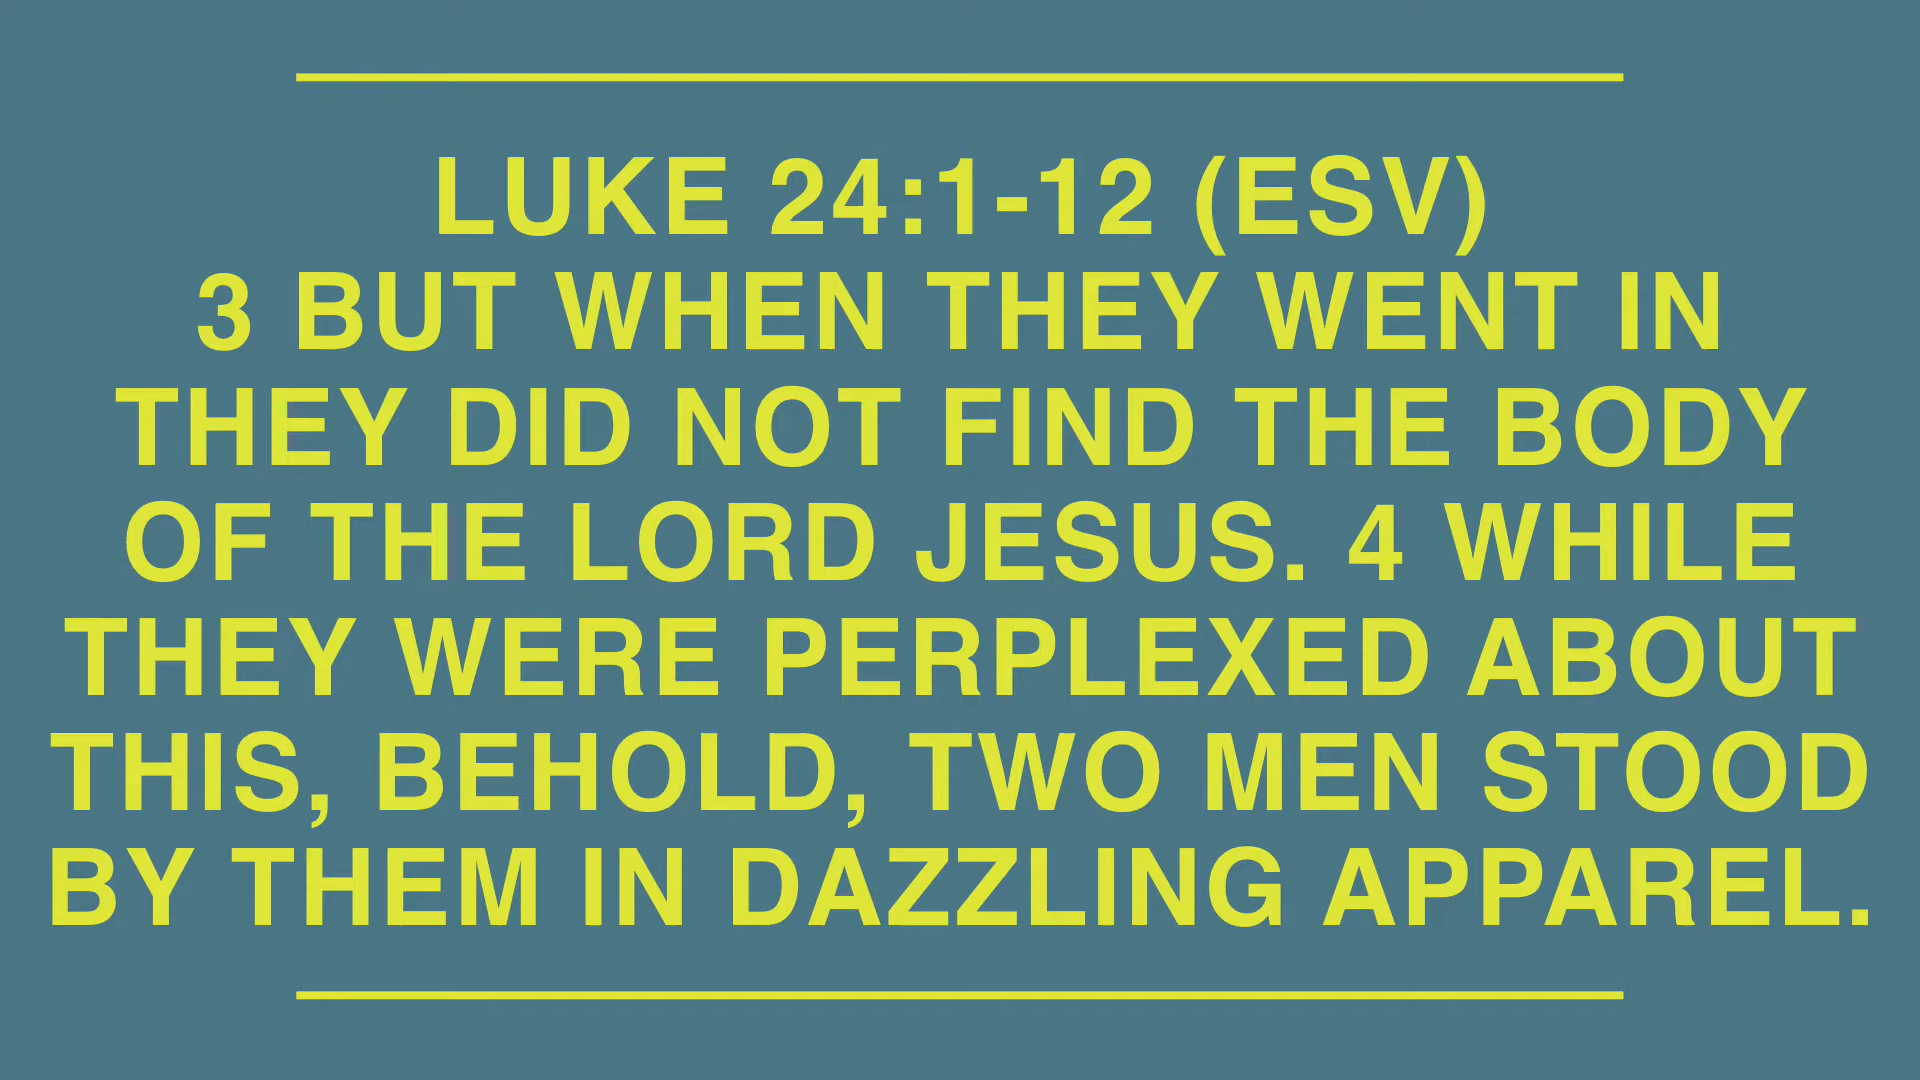 LUKE 24:1-12 (ESV)
3 BUT WHEN THEY WENT IN
THEY DID NOT FIND THE BODY
OF THE LORD JESUS. 4 WHILE
THEY WERE PERPLEXED ABOUT
THIS, BEHOLD, TWO MEN STOOD
BY THEM IN DAZZLING APPAREL.